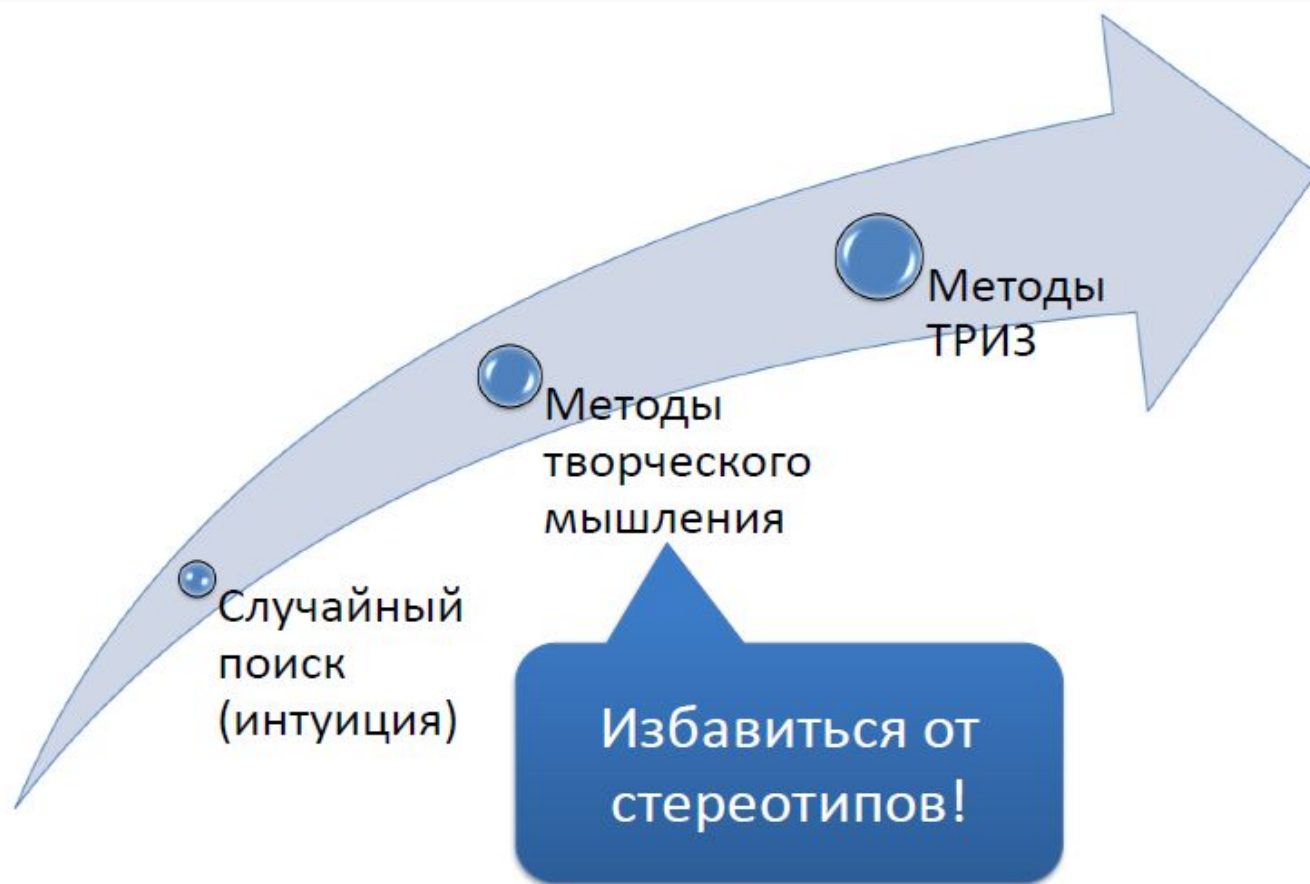 Методы
ТРИЗ
Методы
творческого
мышления
Случайный
поиск
(интуиция)
Избавиться от
стереотипов!